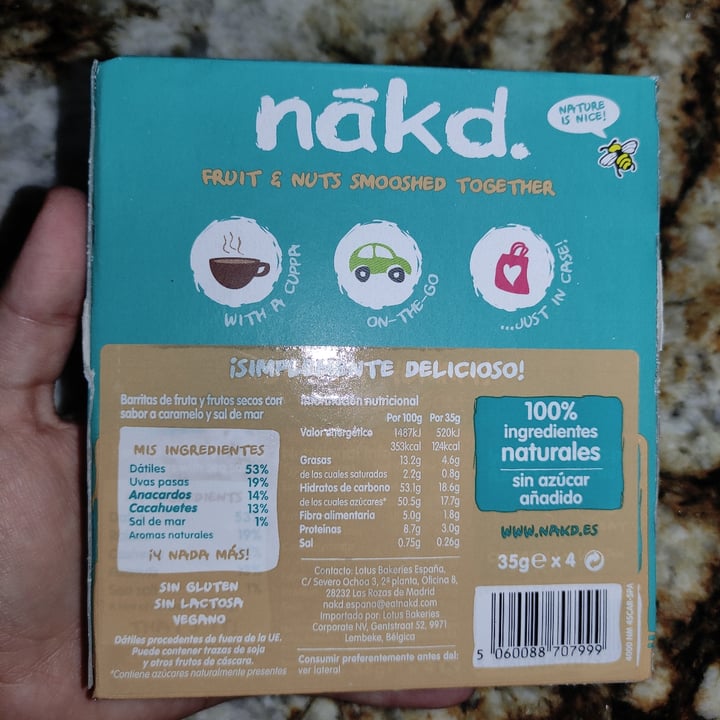 nākd.
NATURE
IS NICE!
FRUIT & NUTS SMOOSHED TOGETHER
WITH A CUPPA
ON-THE-GO
...JUST IN CASE!
¡SIMPLEMENTE DELICIOSO!
Barritas de fruta y frutos secos con
sabor a caramelo y sal de mar
MIS INGREDIENTES
Dátiles 53%
Uvas pasas 19%
Anacardos 14%
Cacahuetes 13%
Sal de mar 1%
Aromas naturales
¡Y NADA MÁS!
SIN GLUTEN
SIN LACTOSA
VEGANO
Dátiles procedentes de fuera de la UE.
Puede contener trazas de soja
y otros frutos de cáscara.
*Contiene azúcares naturalmente presentes
Información nutricional
Por 100g Por 35g
Valor energético 1487kJ 520kJ
353kcal 124kcal
Grasas 13.2g 4.6g
de las cuales saturadas 2.2g 0.8g
Hidratos de carbono 53.1g 18.6g
de los cuales azúcares* 50.5g 17.7g
Fibra alimentaria 5.0g 1.8g
Proteínas 8.7g 3.0g
Sal 0.75g 0.26g
Contacto: Lotus Bakeries España,
C/ Severo Ochoa 3, 2ª planta, Oficina 8,
28232 Las Rozas de Madrid
nakd.espana@eatnakd.com
Importado por: Lotus Bakeries
Corporate NV, Gentstraat 52, 9971
Lembeke, Bélgica
Consumir preferentemente antes del:
ver lateral
100%
ingredientes
naturales
sin azúcar
añadido
WWW.NAKD.ES
35g e x 4
5 060088 707999
4000 NM 4SCAR-SPA